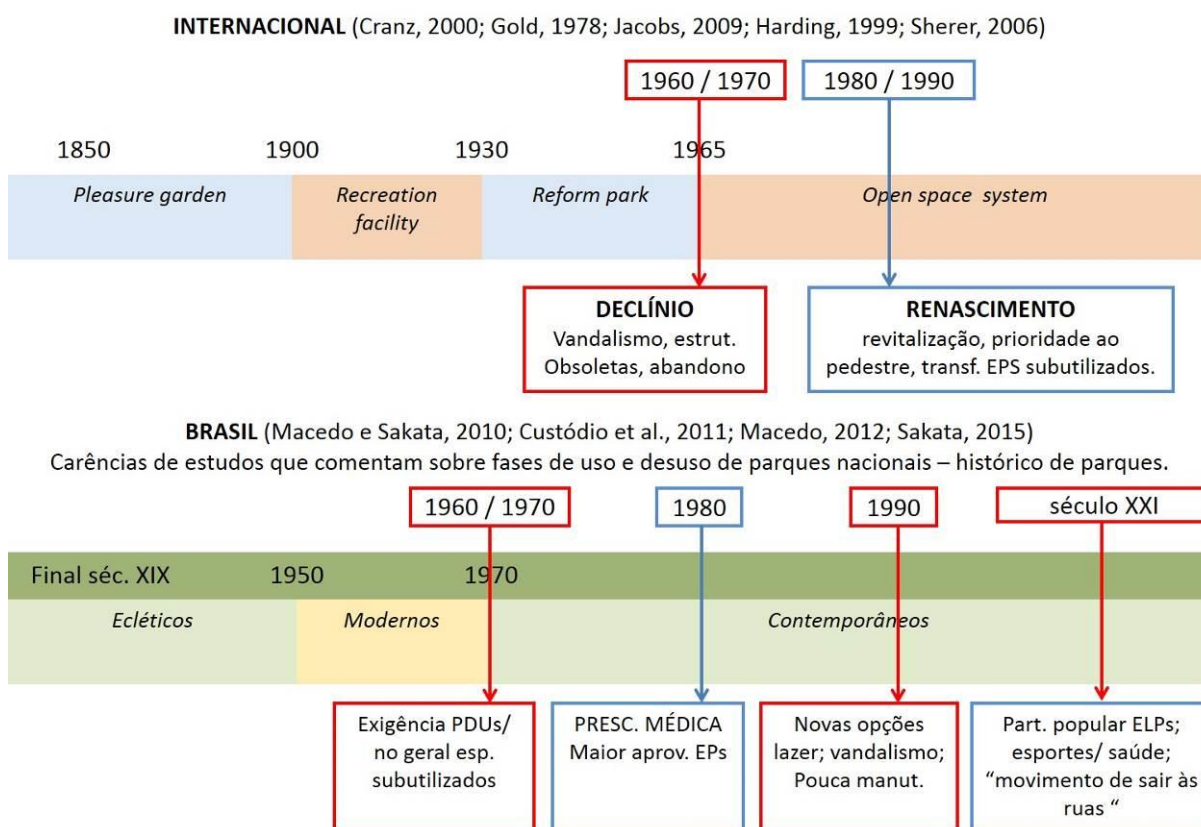 INTERNACIONAL (Cranz, 2000; Gold, 1978; Jacobs, 2009; Harding, 1999; Sherer, 2006)
1960 / 1970
1980 / 1990
1850
1900
1930
1965
Pleasure garden
Recreation
facility
Reform park
Open space system
DECLÍNIO
Vandalismo, estrut.
Obsoletas, abandono
RENASCIMENTO
revitalização, prioridade ao
pedestre, transf. EPS subutilizados.
BRASIL (Macedo e Sakata, 2010; Custódio et al., 2011; Macedo, 2012; Sakata, 2015)
Carências de estudos que comentam sobre fases de uso e desuso de parques nacionais – histórico de parques.
1960 / 1970
1980
1990
século XXI
Final séc. XIX
1950
1970
Ecléticos
Modernos
Contemporâneos
Exigência PDUs/
no geral esp.
subutilizados
PRESC. MÉDICA
Maior aprov. EPs
Novas opções
lazer; vandalismo;
Pouca manut.
Part. popular ELPs;
esportes/ saúde;
“movimento de sair às
ruas “